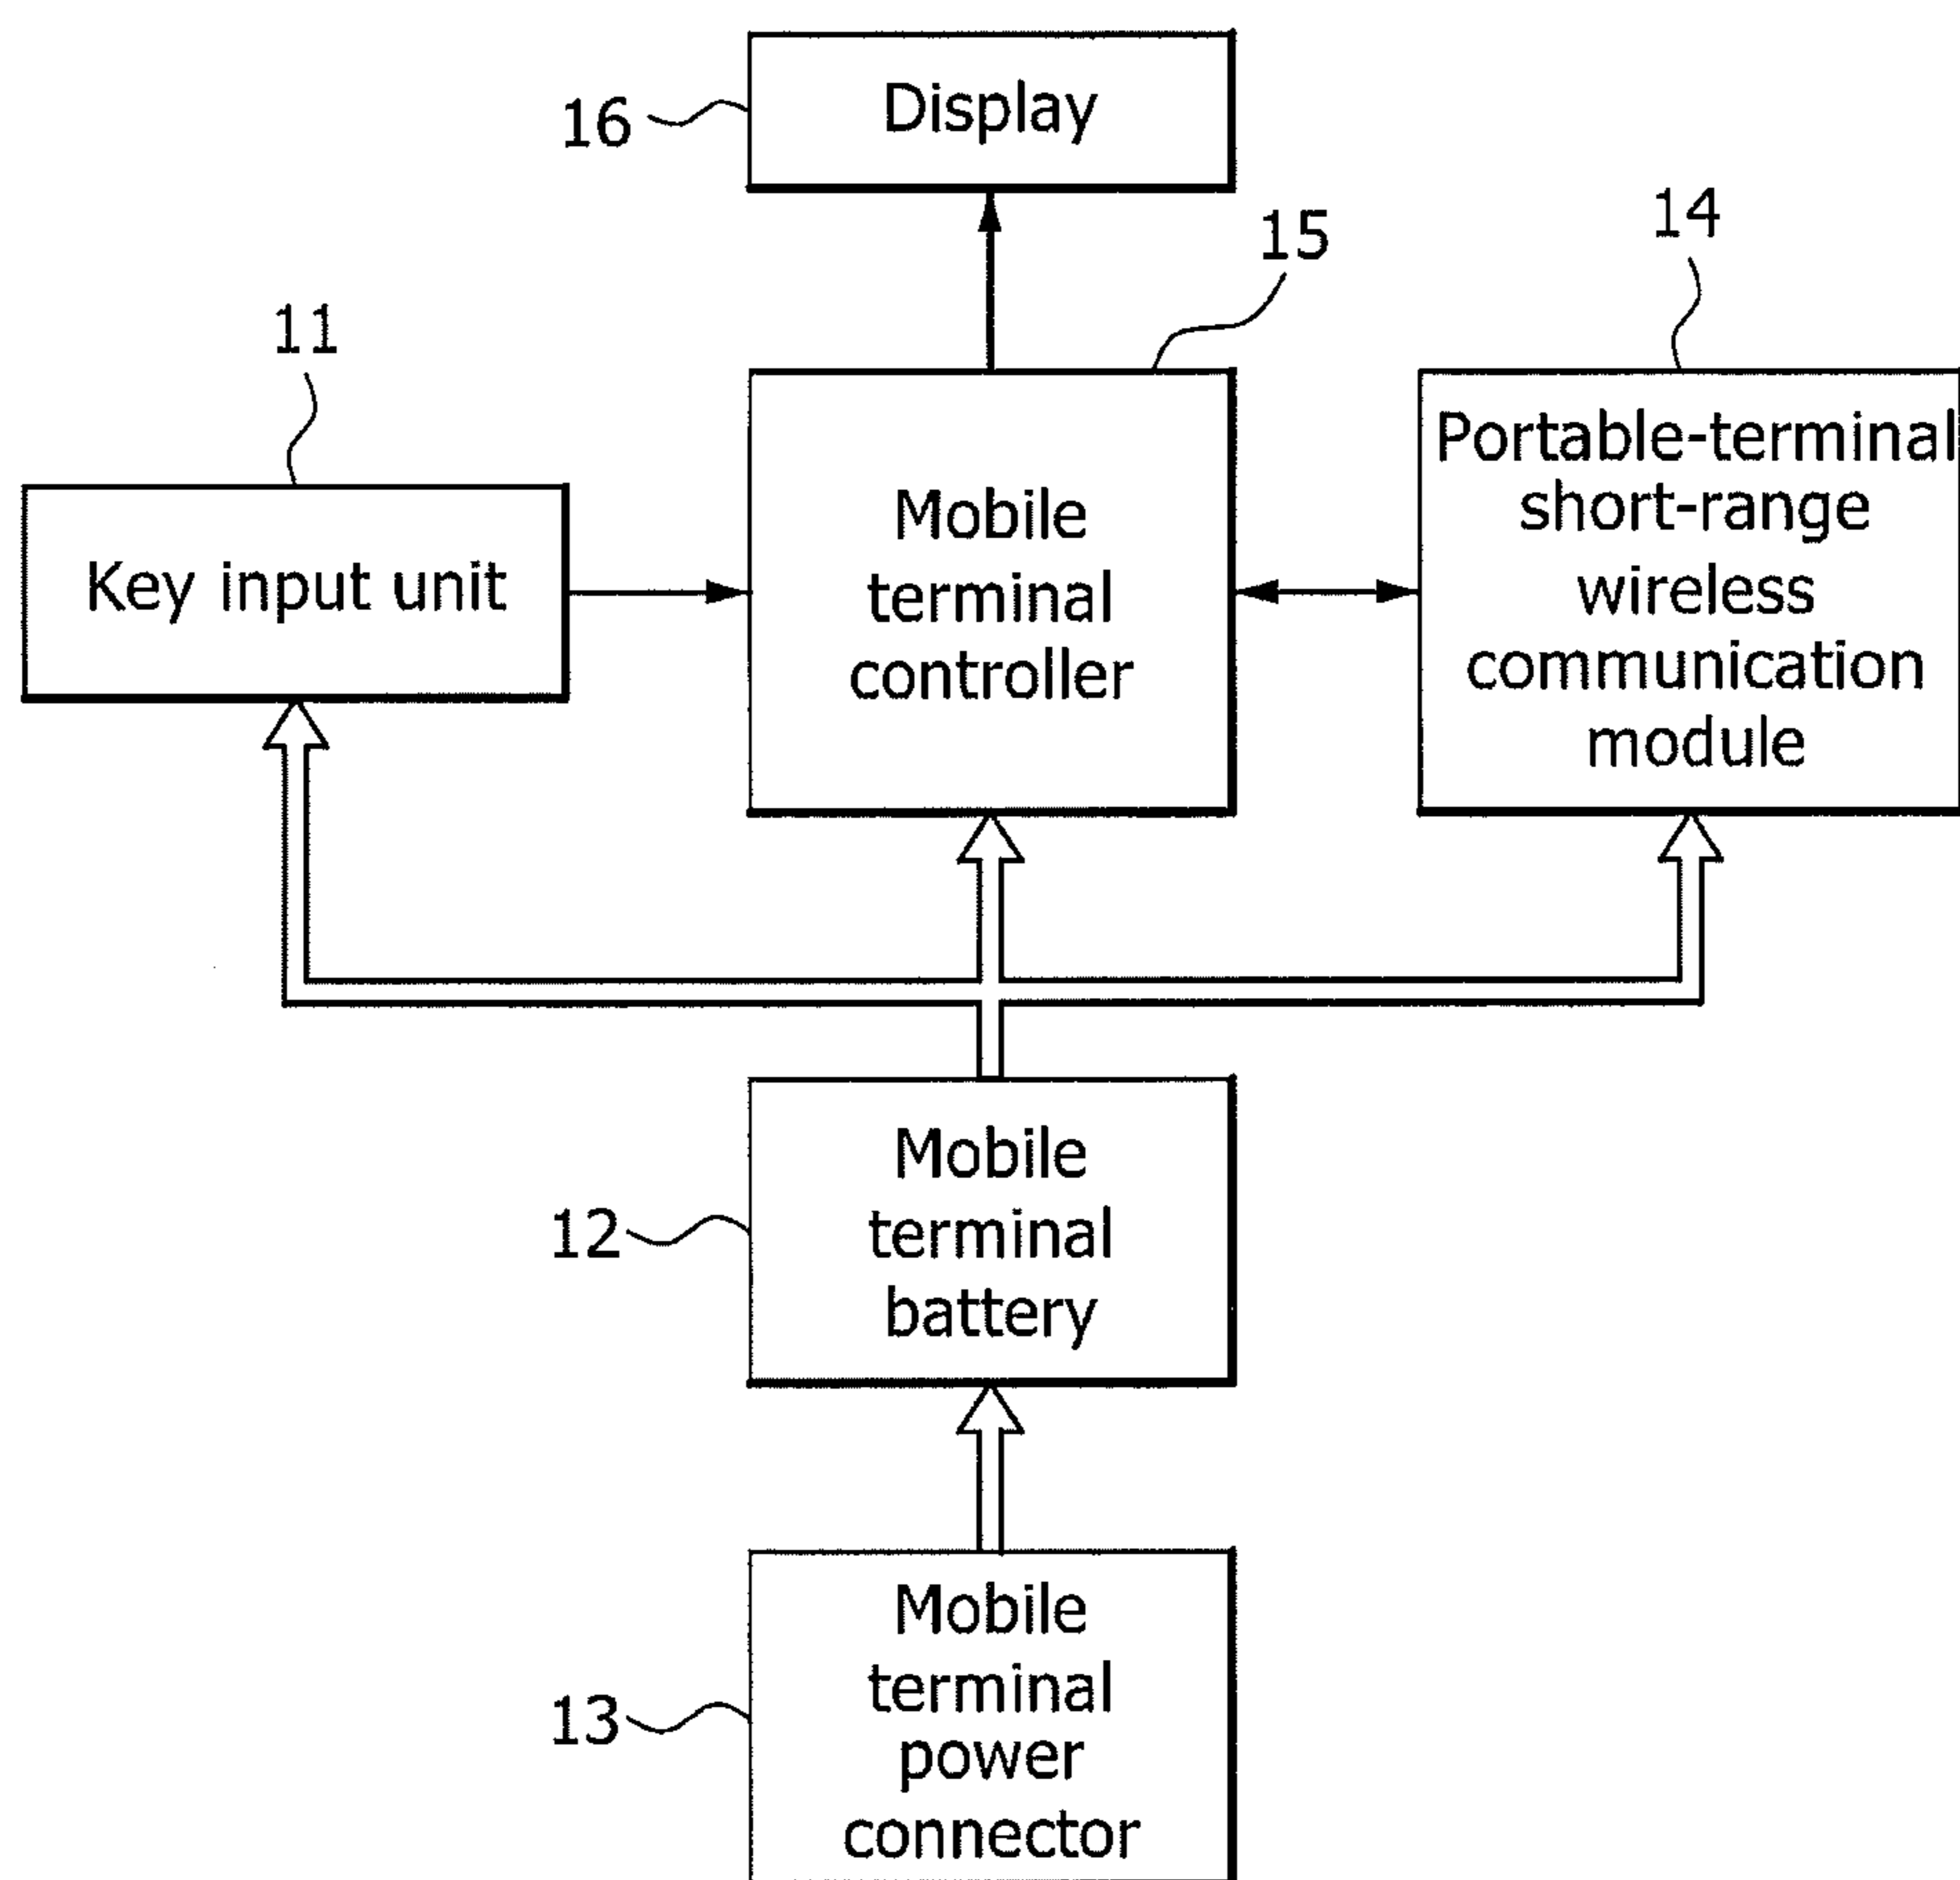 Display
16
15
14
11
Key input unit
Mobile
terminal
controller
Portable-terminal
short-range
wireless
communication
module
12
Mobile
terminal
battery
13
Mobile
terminal
power
connector